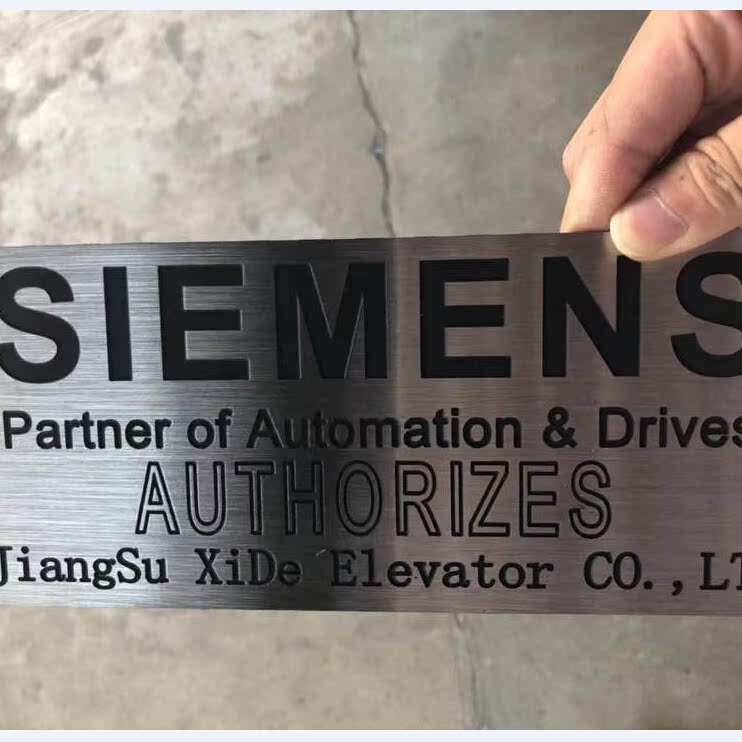 SIEMENS
Partner of Automation & Drives
AUTHORIZES
JiangSu XiDe Elevator CO.,LT